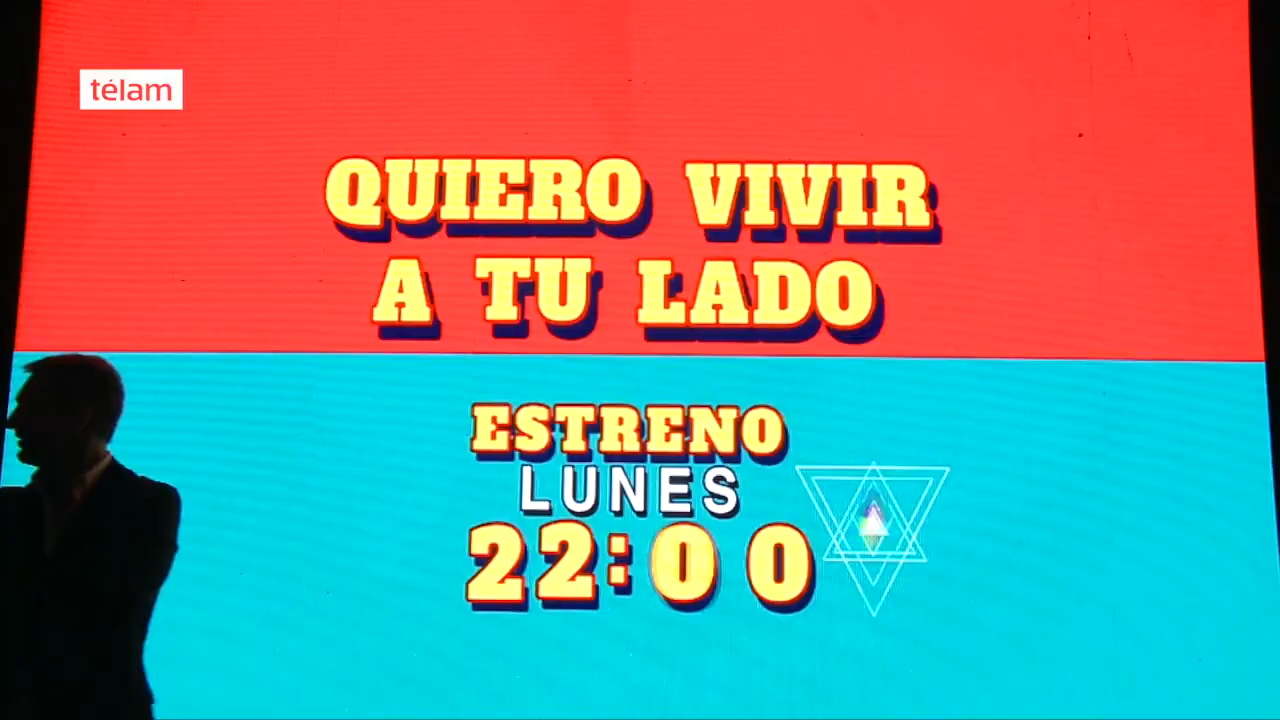 télam
QUIERO VIVIR
A TU LADO
ESTRENO
LUNES
22:00